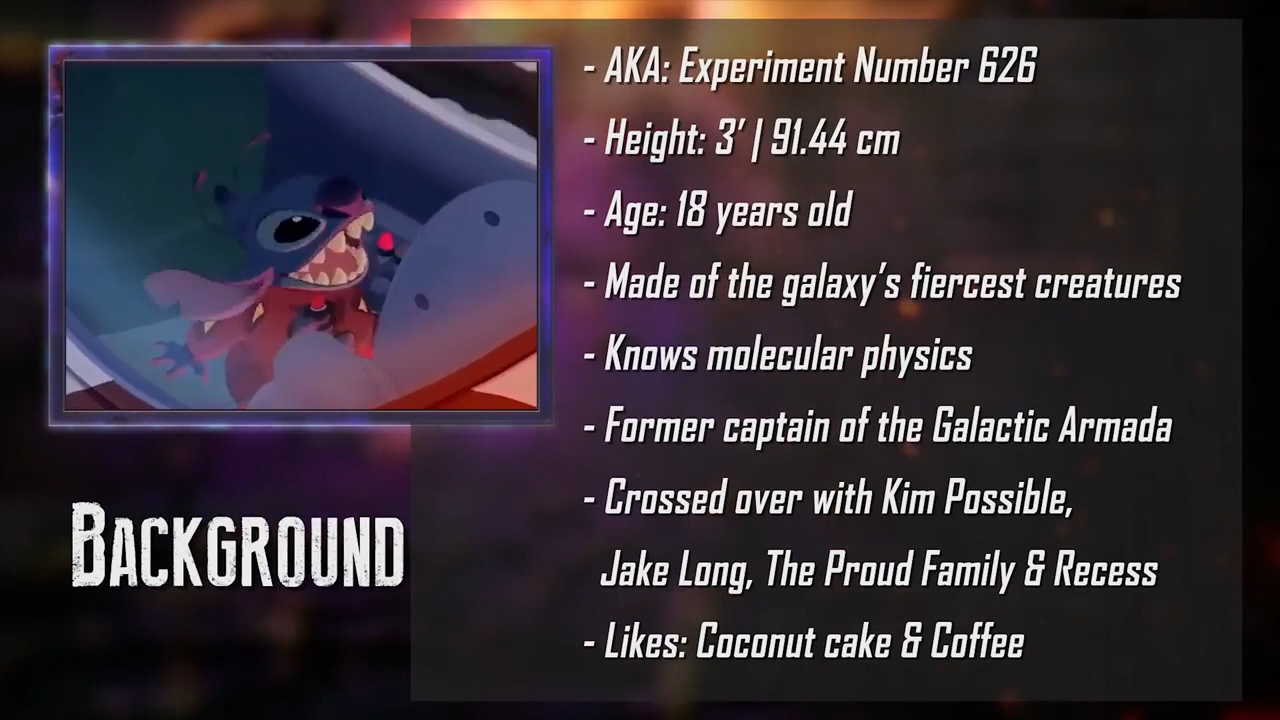 - AKA: Experiment Number 626
- Height: 3' | 91.44 cm
- Age: 18 years old
- Made of the galaxy's fiercest creatures
- Knows molecular physics
- Former captain of the Galactic Armada
- Crossed over with Kim Possible,
Jake Long, The Proud Family & Recess
- Likes: Coconut cake & Coffee
Background